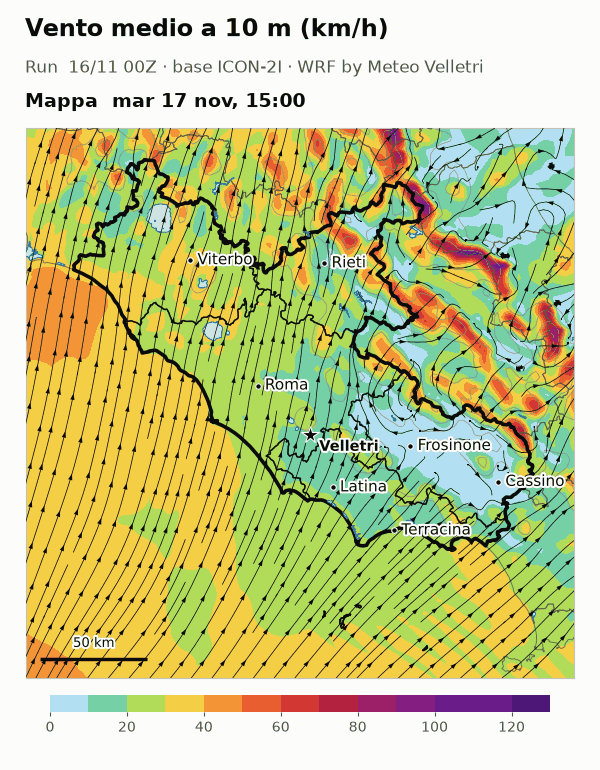 Vento medio a 10 m (km/h)
Run 16/11 00Z · base ICON-2I · WRF by Meteo Velletri
Mappa mar 17 nov, 15:00
Viterbo
Rieti
Roma
Velletri
Frosinone
Latina
Cassino
Terracina
50 km
0 20 40 60 80 100 120